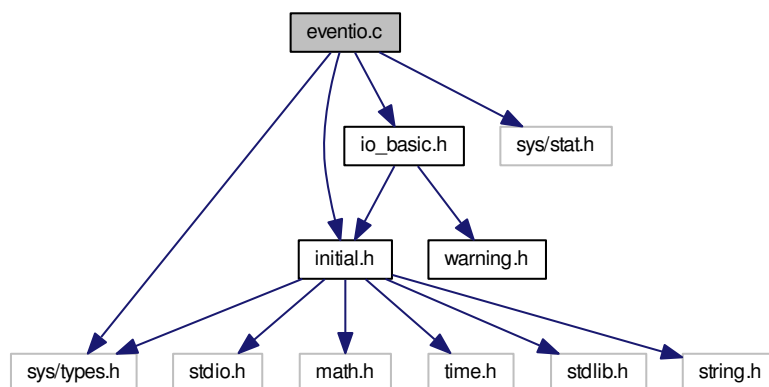 eventio.c
io_basic.h
sys/stat.h
initial.h
warning.h
sys/types.h
stdio.h
math.h
time.h
stdlib.h
string.h